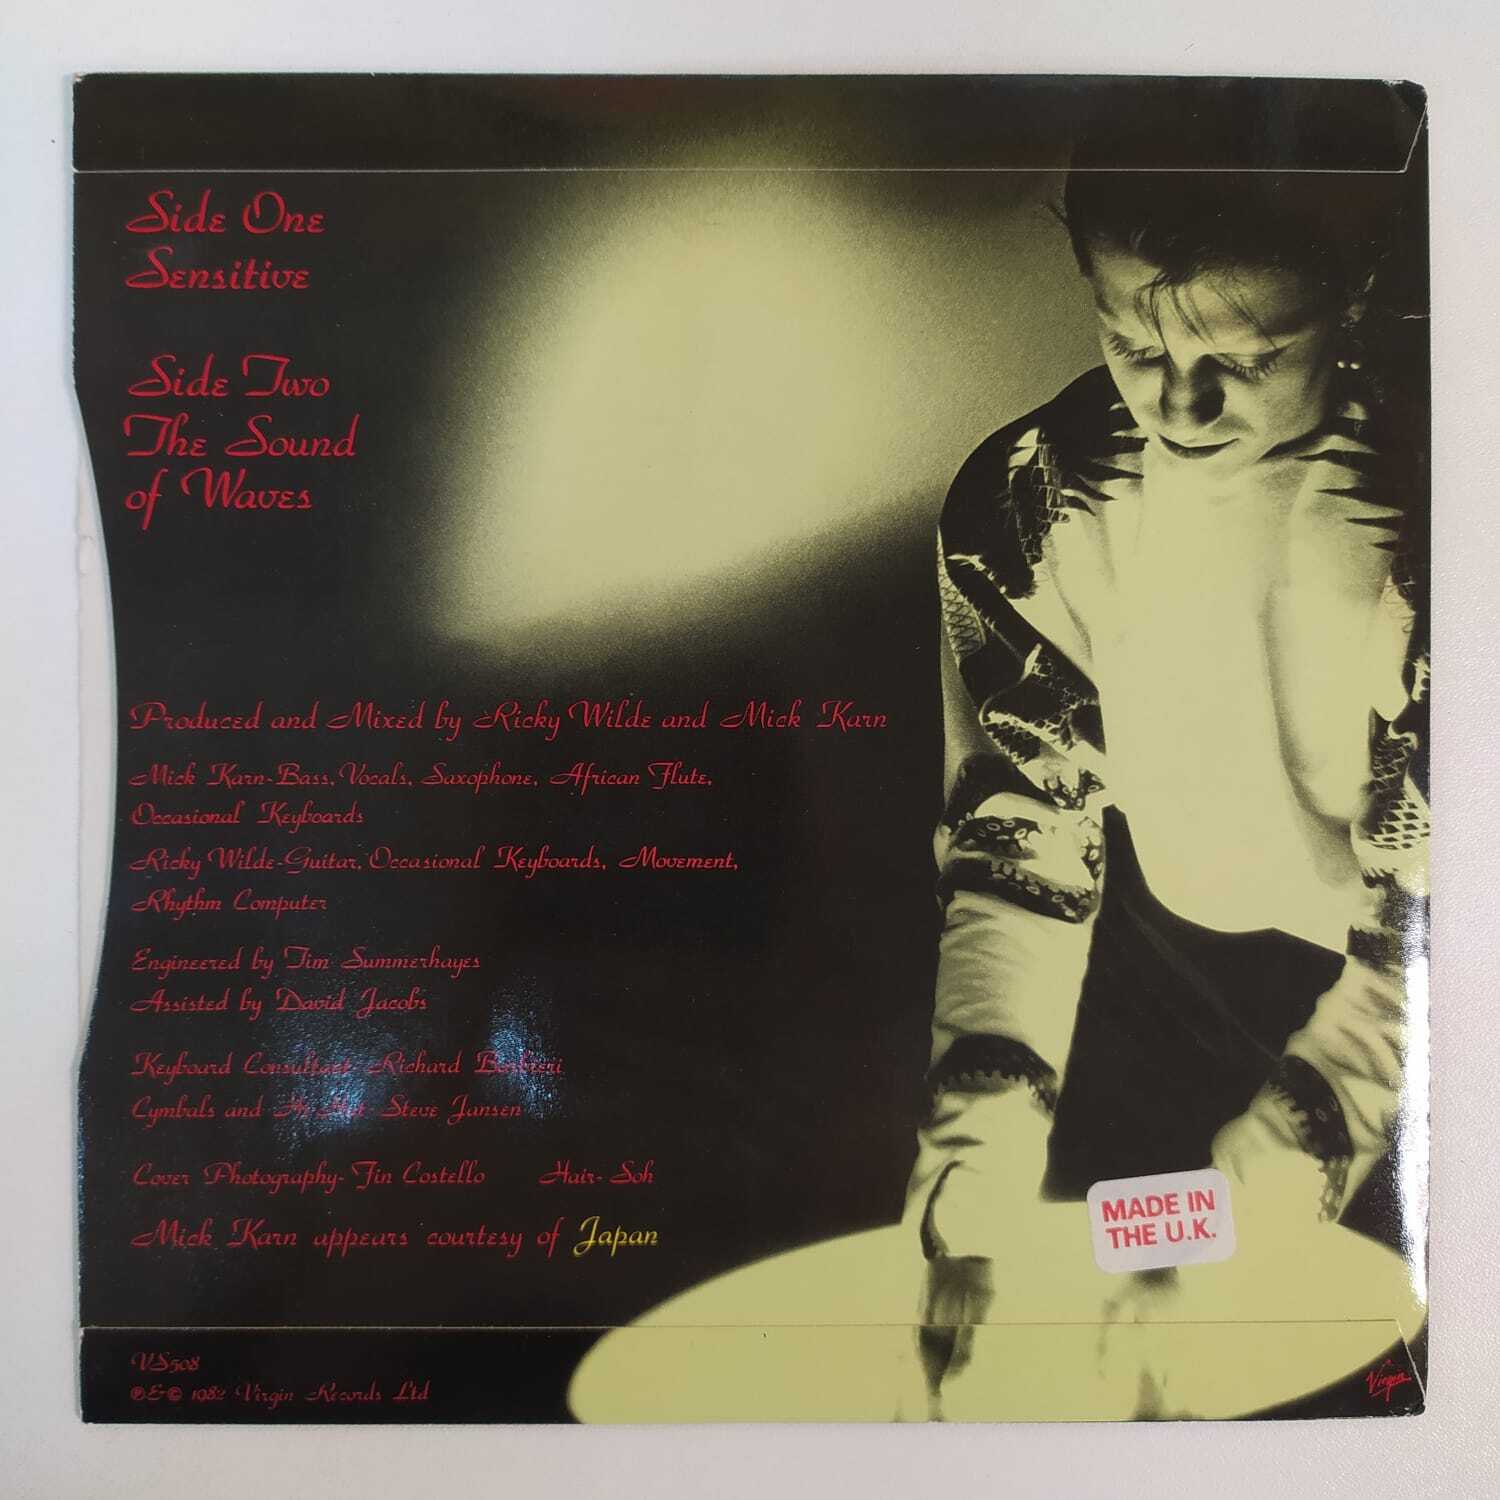 Side One
Sensitive
Side Two
The Sound
of Waves
Produced and Mixed by Ricky Wilde and Mick Karn
Mick Karn-Bass, Vocals, Saxophone, African Flute,
Occasional Keyboards
Ricky Wilde-Guitar, Occasional Keyboards, Movement,
Rhythm Computer
Engineered by Tim Summerhayes
Assisted by David Jacobs
Keyboard Consultant-Richard Barbieri
Cymbals and Hi-Hat-Steve Jansen
Cover Photography-Fin Costello Hair-Soh
Mick Karn appears courtesy of Japan
MADE IN
THE U.K.
VS508
℗&© 1982 Virgin Records Ltd
Virgin